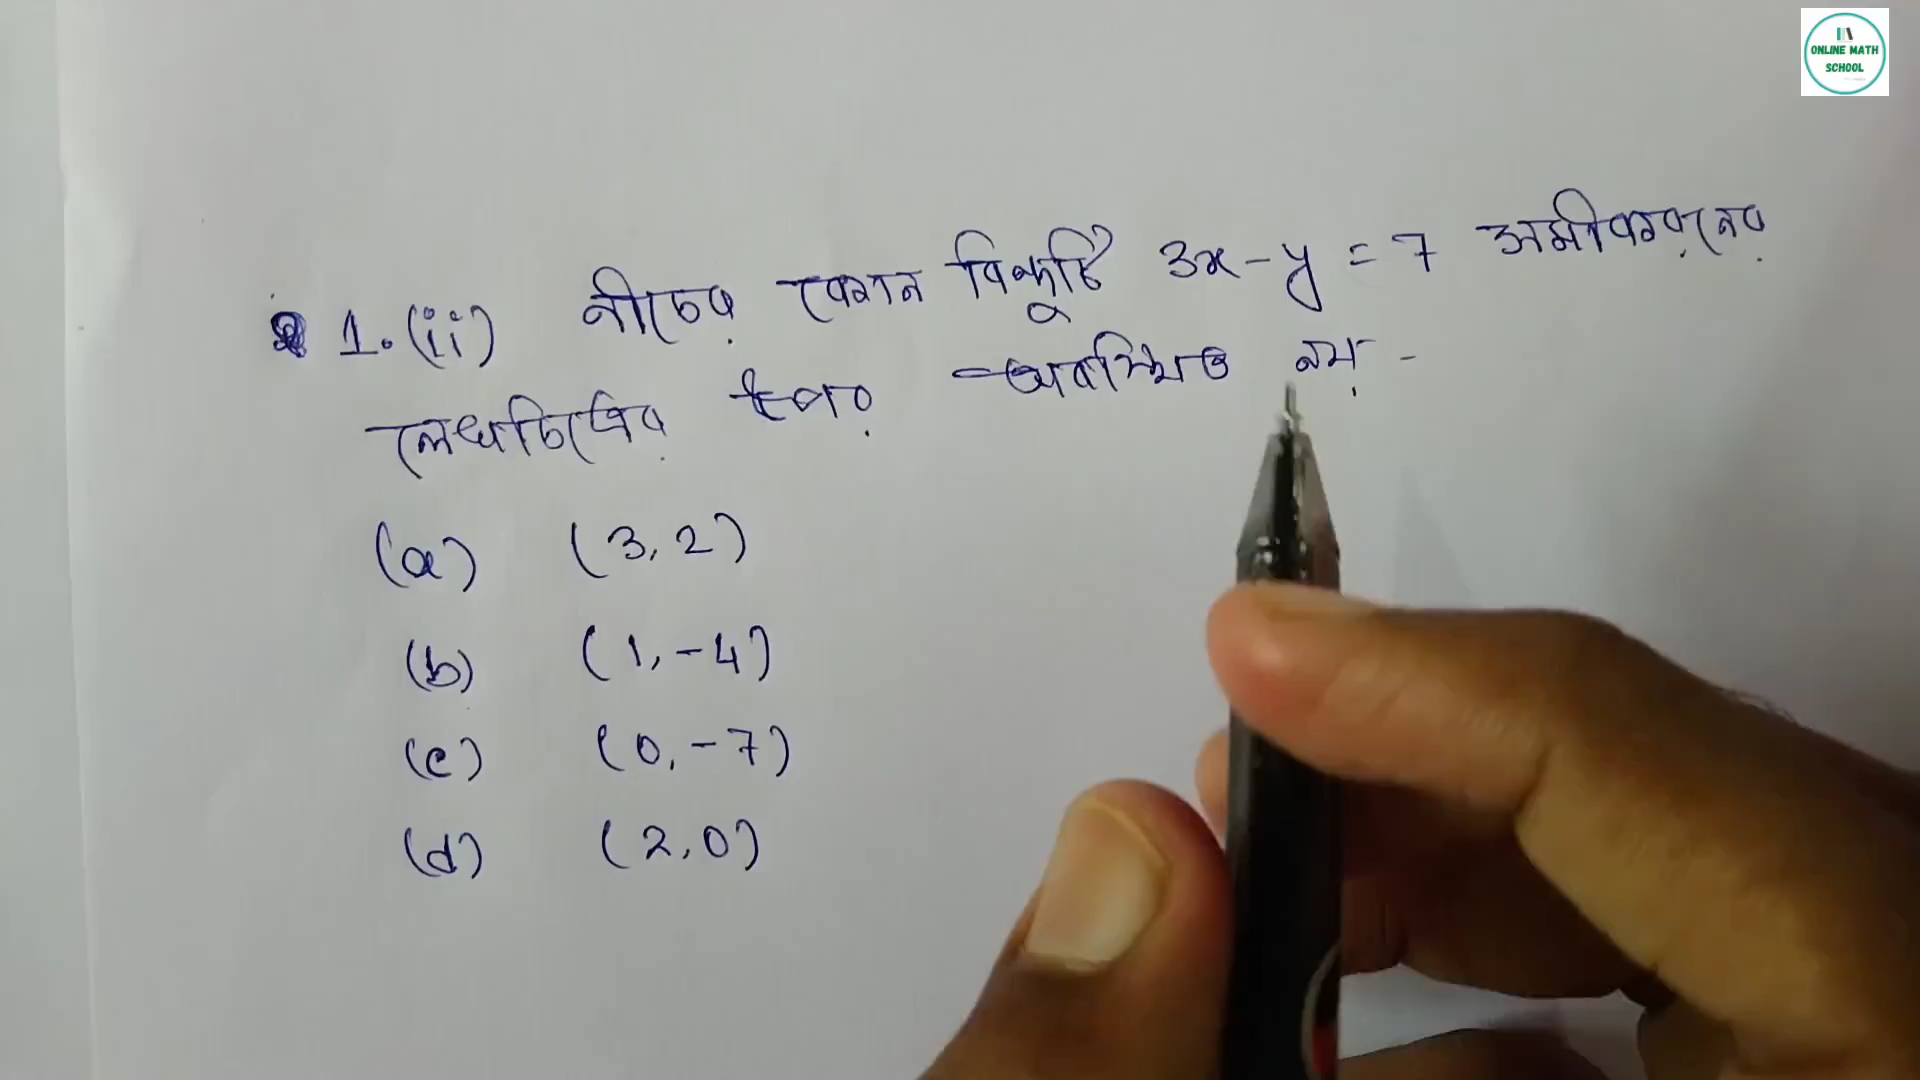 ONLINE MATH
SCHOOL
1. (ii) নীচের কোন বিন্দুটি 3x - y = 7 সমীকরনের
লেখচিত্রের উপর অবস্থিত নয় -
(a) (3, 2)
(b) (1, -4)
(c) (0, -7)
(d) (2, 0)